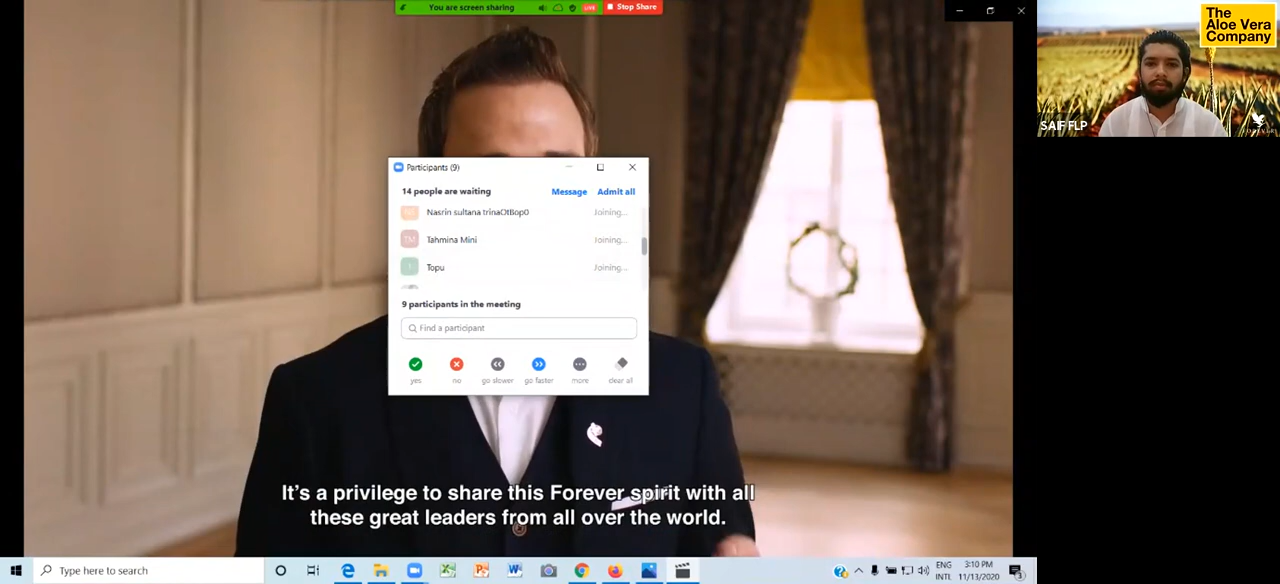 You are screen sharing
LIVE
Stop Share
The
Aloe Vera
Company
SAIF FLP
Participants (9)
14 people are waiting
Message
Admit all
Nasrin sultana trinaOtBop0
Joining...
TM
Tahmina Mini
Joining...
T
Topu
Joining...
9 participants in the meeting
Find a participant
yes
no
go slower
go faster
more
clear all
It's a privilege to share this Forever spirit with all
these great leaders from all over the world.
Type here to search
ENG
INTL
3:10 PM
11/13/2020